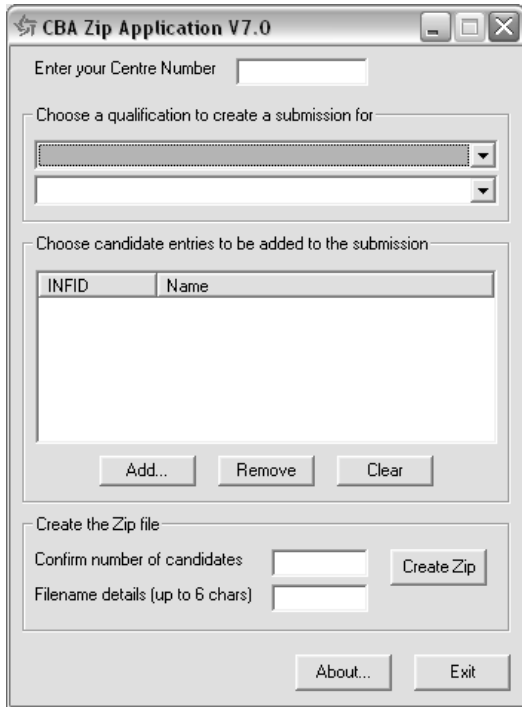 CBA Zip Application V7.0
Enter your Centre Number
Choose a qualification to create a submission for
Choose candidate entries to be added to the submission
INFID Name
Add... Remove Clear
Create the Zip file
Confirm number of candidates
Create Zip
Filename details (up to 6 chars)
About... Exit